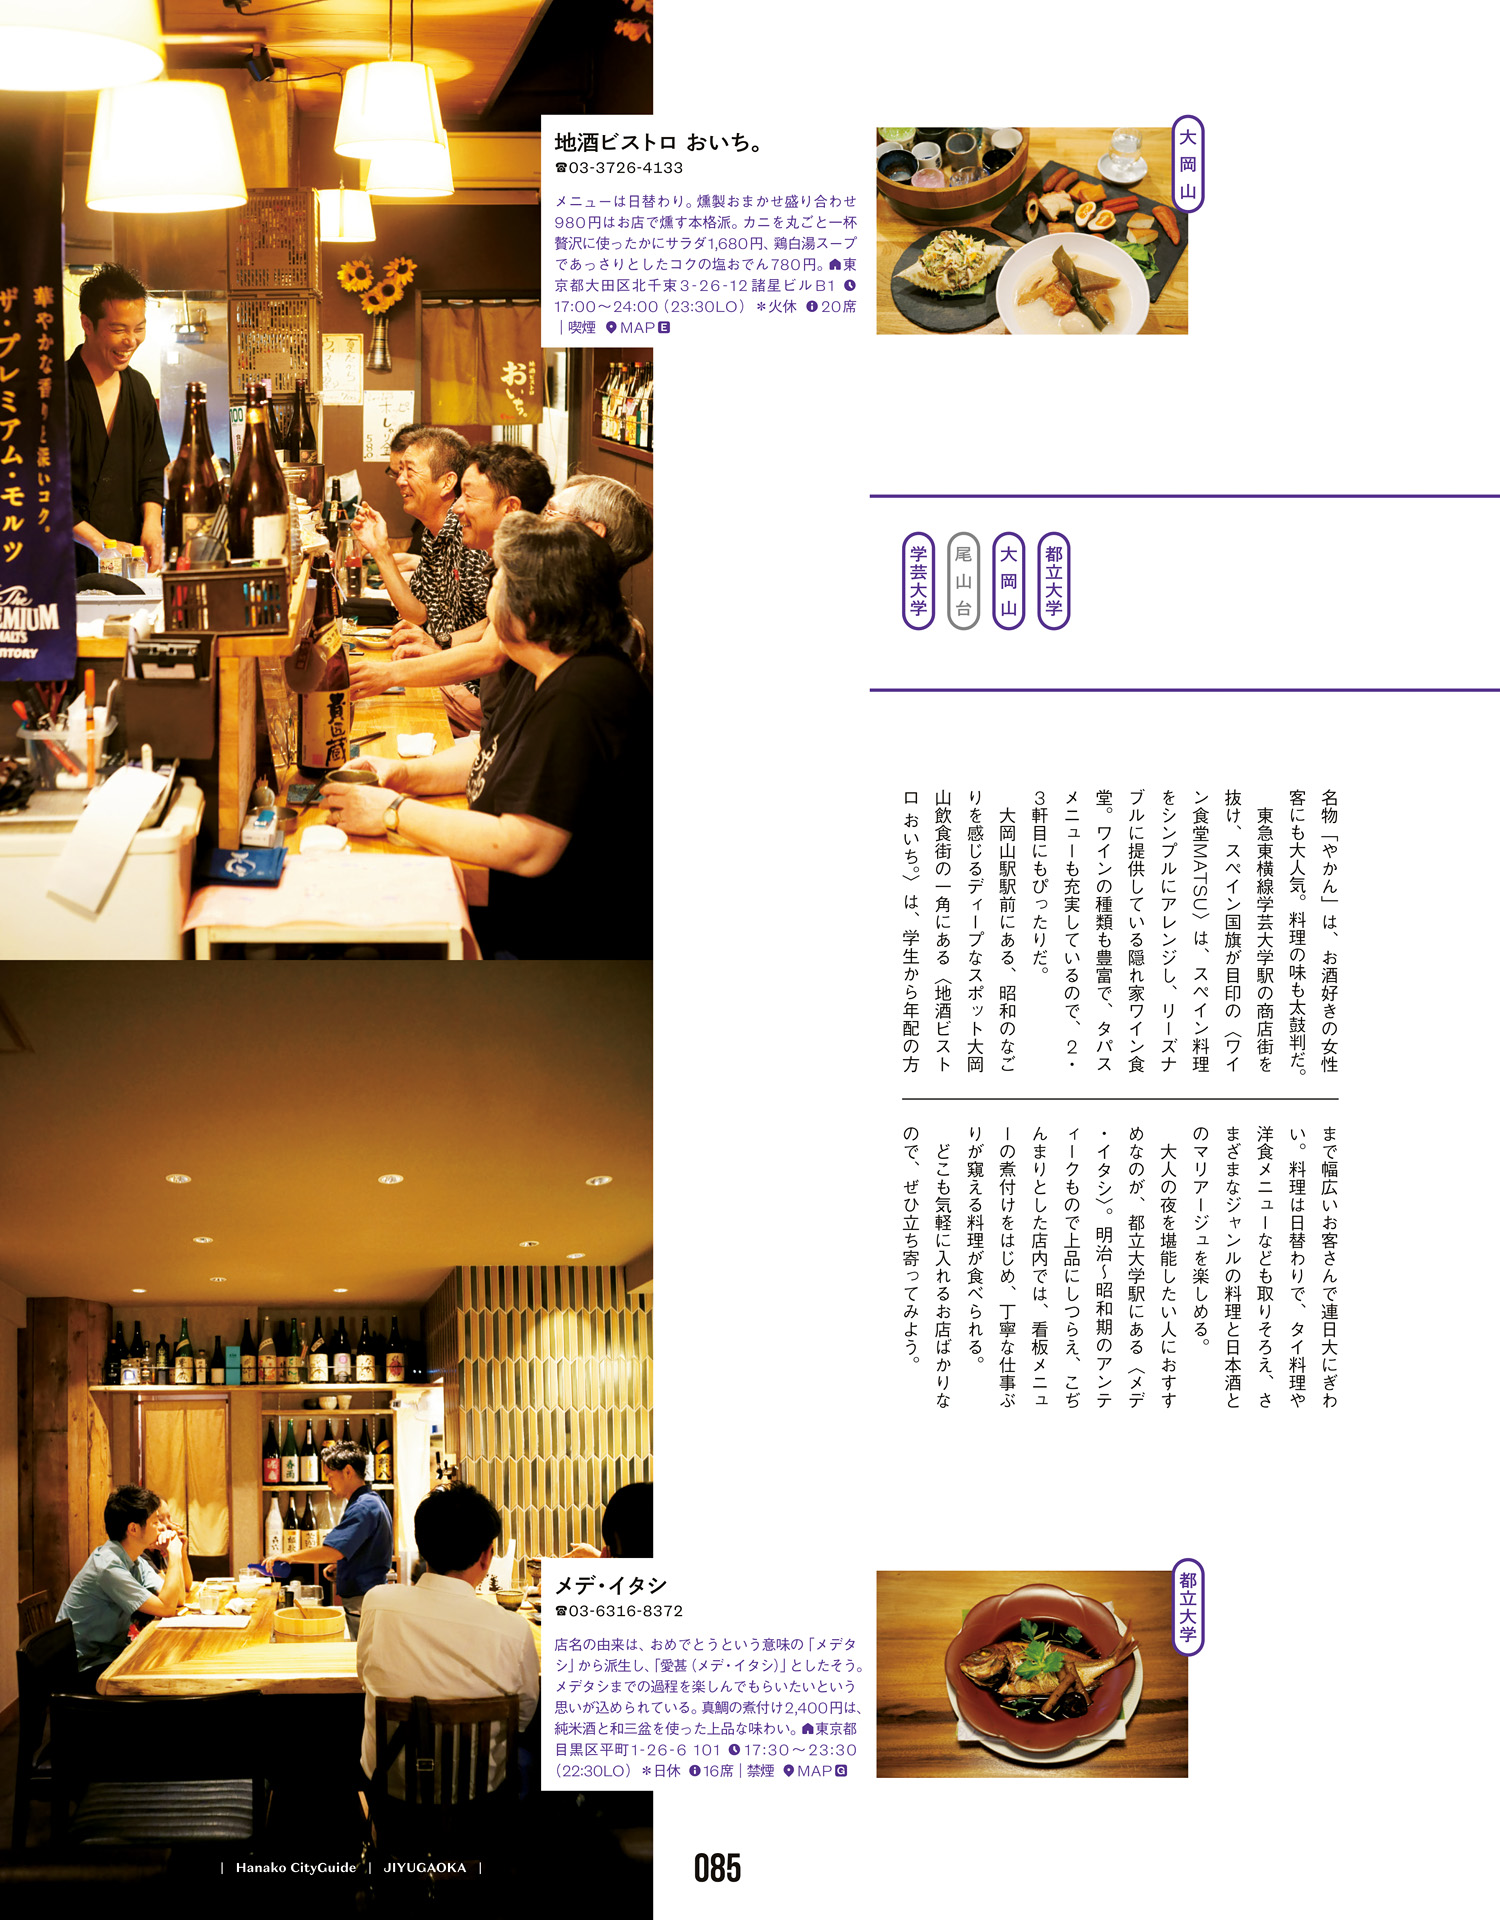 地酒ビストロ おいち。
☎03-3726-4133
メニューは日替わり。燻製おまかせ盛り合わせ
980円はお店で燻す本格派。カニを丸ごと一杯
贅沢に使ったかにサラダ1,680円、鶏白湯スープ
であっさりとしたコクの塩おでん780円。東
京都大田区北千束3-26-12 諸星ビルB1
17:00〜24:00（23:30LO） ＊火休 20席
｜喫煙 MAP E
大岡山
華やかな香りと深いコク。
ザ・プレミアム・モルツ
The
PREMIUM
MALT'S
SUNTORY
地酒ビストロ
おいち。
100
貴匠蔵
都立大学
大岡山
尾山台
学芸大学
名物「やかん」は、お酒好きの女性
客にも大人気。料理の味も太鼓判だ。
東急東横線学芸大学駅の商店街を
抜け、スペイン国旗が目印の〈ワイ
ン食堂MATSU〉は、スペイン料理
をシンプルにアレンジし、リーズナ
ブルに提供している隠れ家ワイン食
堂。ワインの種類も豊富で、タパス
メニューも充実しているので、2・
3軒目にもぴったりだ。
大岡山駅駅前にある、昭和のなご
りを感じるディープなスポット大岡
山飲食街の一角にある〈地酒ビスト
ロ おいち。〉は、学生から年配の方
まで幅広いお客さんで連日大にぎわ
い。料理は日替わりで、タイ料理や
洋食メニューなども取りそろえ、さ
まざまなジャンルの料理と日本酒と
のマリアージュを楽しめる。
大人の夜を堪能したい人におすす
めなのが、都立大学駅にある〈メデ
・イタシ〉。明治〜昭和期のアンテ
ィークもので上品にしつらえ、こぢ
んまりとした店内では、看板メニュ
ーの煮付けをはじめ、丁寧な仕事ぶ
りが窺える料理が食べられる。
どこも気軽に入れるお店ばかりな
ので、ぜひ立ち寄ってみよう。
メデ・イタシ
☎03-6316-8372
店名の由来は、おめでとうという意味の「メデタ
シ」から派生し、「愛甚（メデ・イタシ）」としたそう。
メデタシまでの過程を楽しんでもらいたいという
思いが込められている。真鯛の煮付け2,400円は、
純米酒と和三盆を使った上品な味わい。東京都
目黒区平町1-26-6 101 17:30〜23:30
（22:30LO） ＊日休 16席｜禁煙 MAP G
都立大学
| Hanako CityGuide | JIYUGAOKA |
085